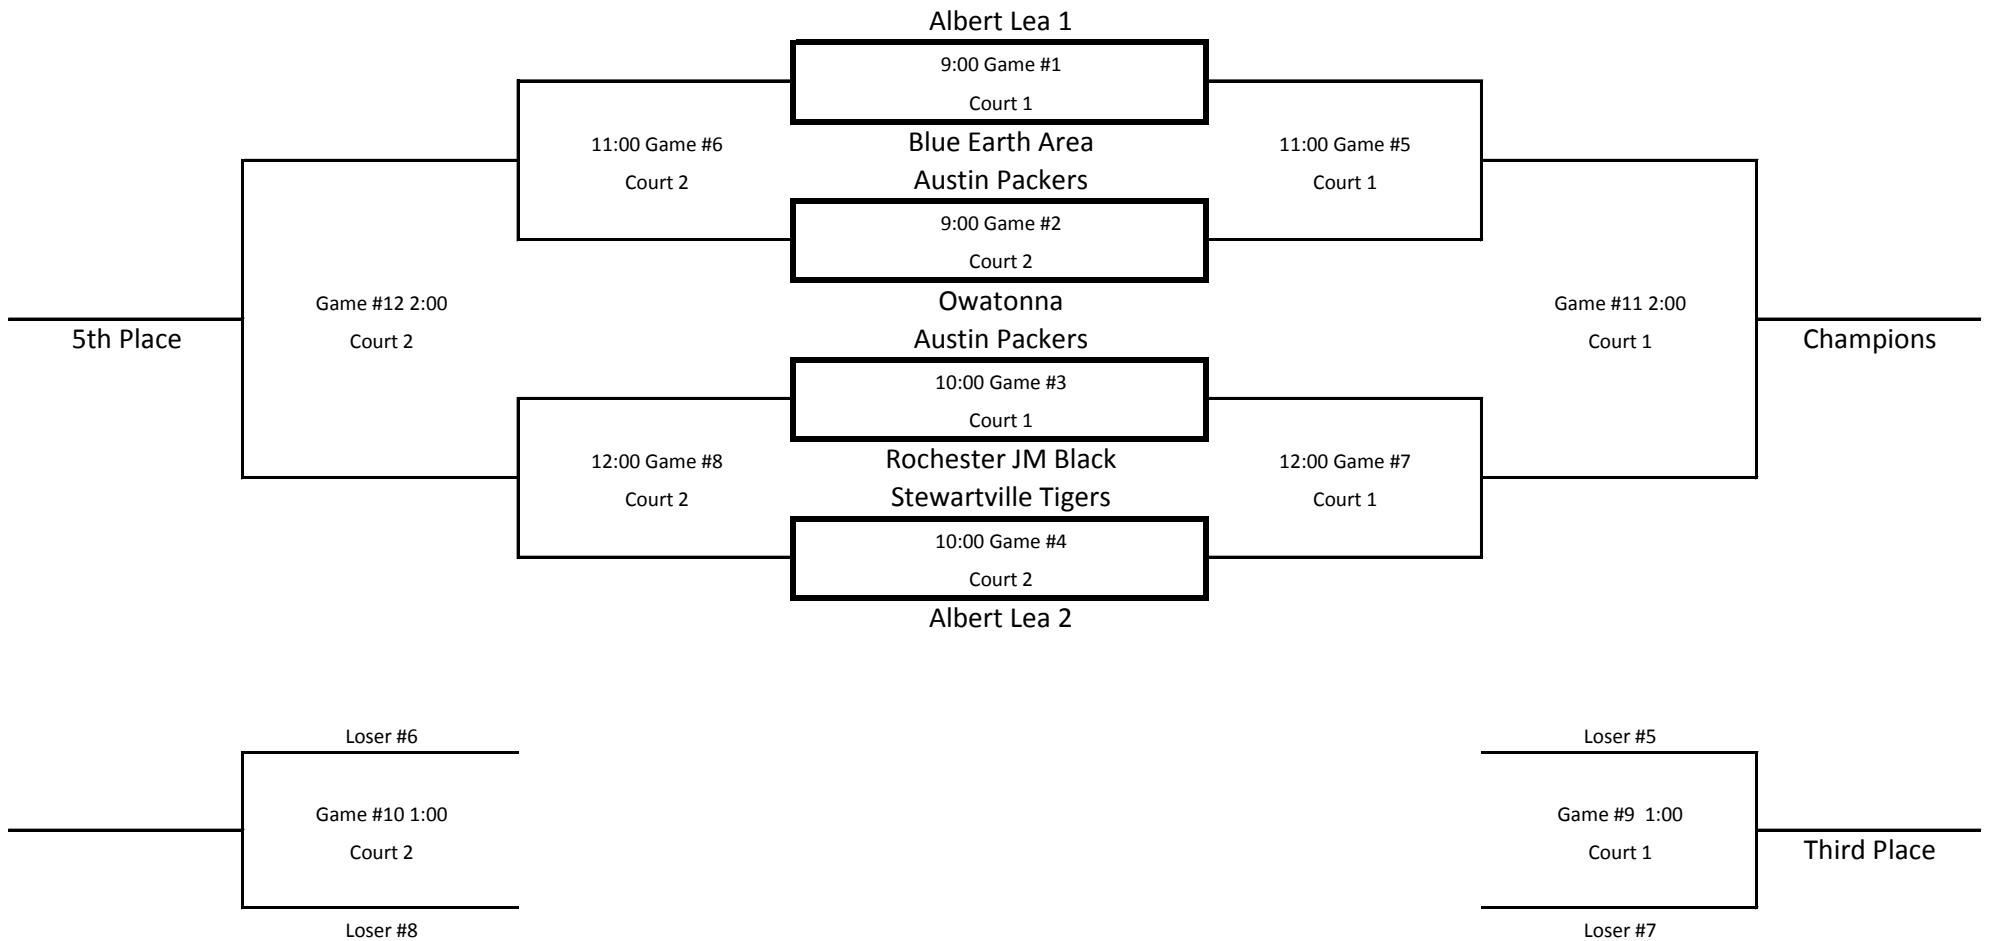 Albert Lea 1
9:00 Game #1
Court 1
11:00 Game #6
Blue Earth Area
11:00 Game #5
Court 2
Austin Packers
Court 1
9:00 Game #2
Court 2
Game #12 2:00
Owatonna
Game #11 2:00
5th Place
Court 2
Austin Packers
Court 1
Champions
10:00 Game #3
Court 1
12:00 Game #8
Rochester JM Black
12:00 Game #7
Court 2
Stewartville Tigers
Court 1
10:00 Game #4
Court 2
Albert Lea 2
Loser #6
Loser #5
Game #10 1:00
Game #9  1:00
Court 2
Court 1
Third Place
Loser #8
Loser #7